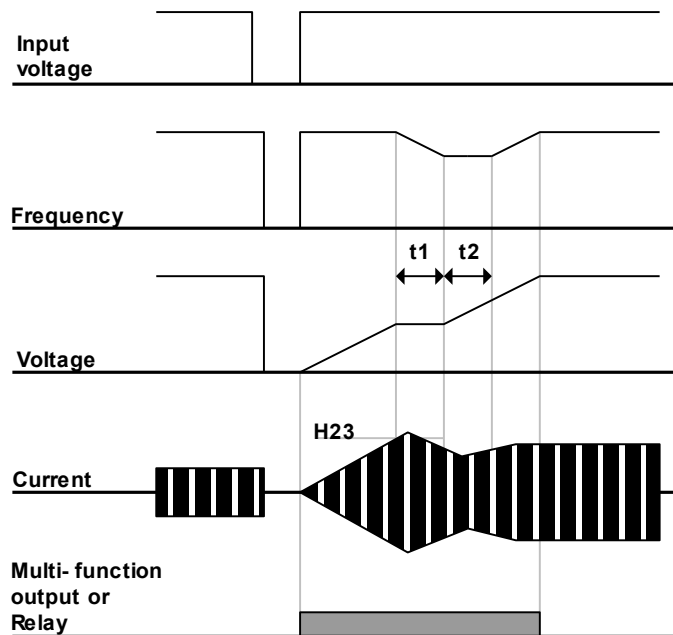 Input
voltage
Frequency
t1
t2
Voltage
H23
Current
Multi- function
output or
Relay